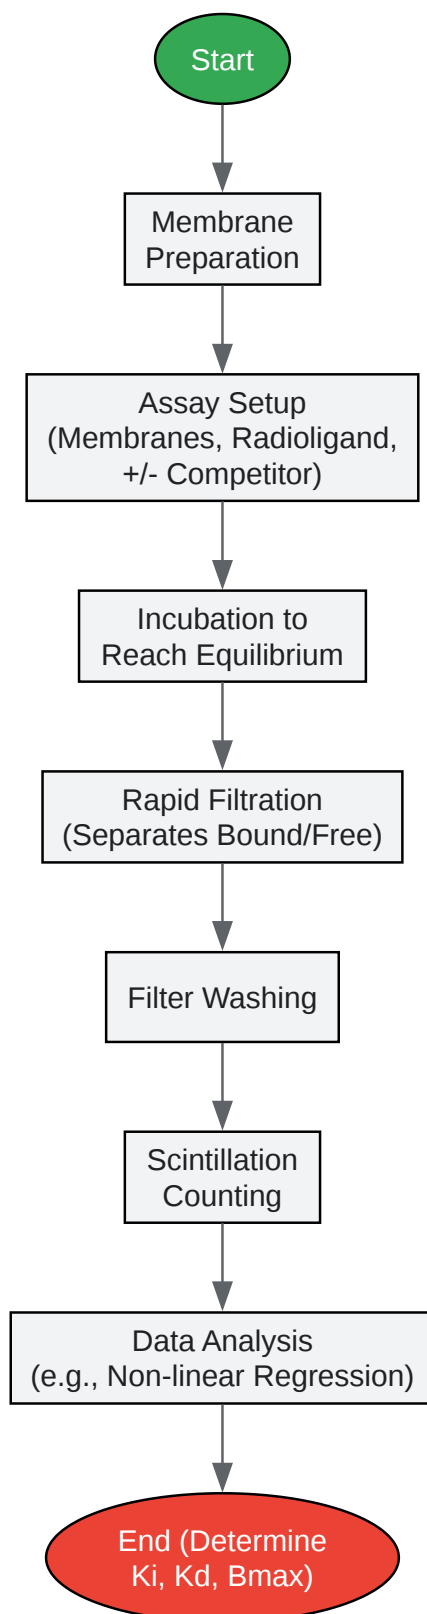 Start
Membrane
Preparation
Assay Setup
(Membranes, Radioligand,
+/- Competitor)
Incubation to
Reach Equilibrium
Rapid Filtration
(Separates Bound/Free)
Filter Washing
Scintillation
Counting
Data Analysis
(e.g., Non-linear Regression)
End (Determine
Ki, Kd, Bmax)